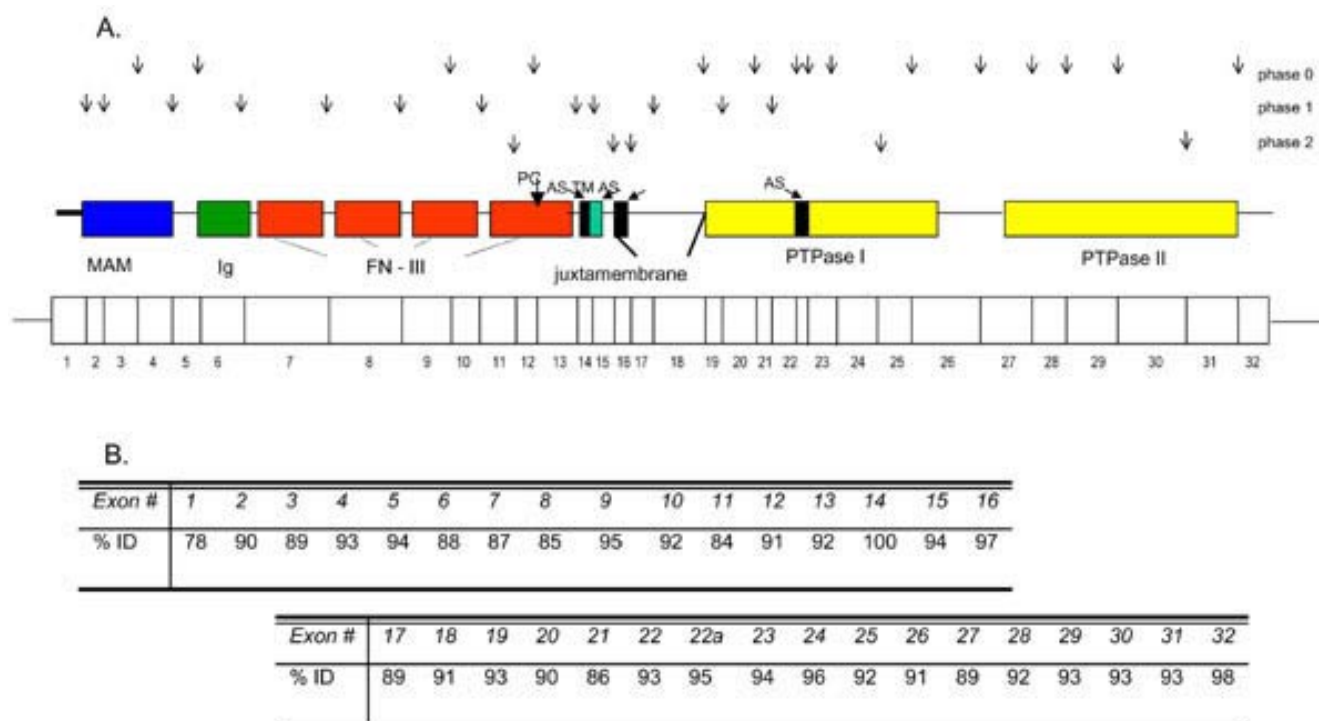 A.
phase 0
phase 1
phase 2
PC AS TM AS AS
MAM Ig FN - III juxtamembrane PTPase I PTPase II
1 2 3 4 5 6 7 8 9 10 11 12 13 14 15 16 17 18 19 20 21 22 23 24 25 26 27 28 29 30 31 32
B.
Exon # 1 2 3 4 5 6 7 8 9 10 11 12 13 14 15 16
% ID 78 90 89 93 94 88 87 85 95 92 84 91 92 100 94 97
Exon # 17 18 19 20 21 22 22a 23 24 25 26 27 28 29 30 31 32
% ID 89 91 93 90 86 93 95 94 96 92 91 89 92 93 93 93 98